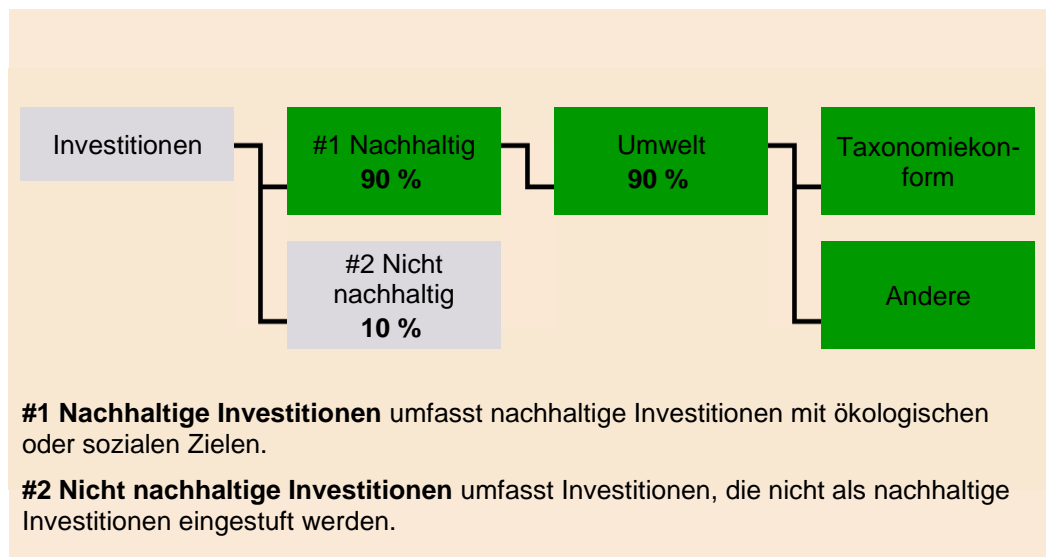 Investitionen
#1 Nachhaltig
90 %
Umwelt
90 %
Taxonomiekon-
form
#2 Nicht
nachhaltig
10 %
Andere
#1 Nachhaltige Investitionen umfasst nachhaltige Investitionen mit ökologischen
oder sozialen Zielen.
#2 Nicht nachhaltige Investitionen umfasst Investitionen, die nicht als nachhaltige
Investitionen eingestuft werden.